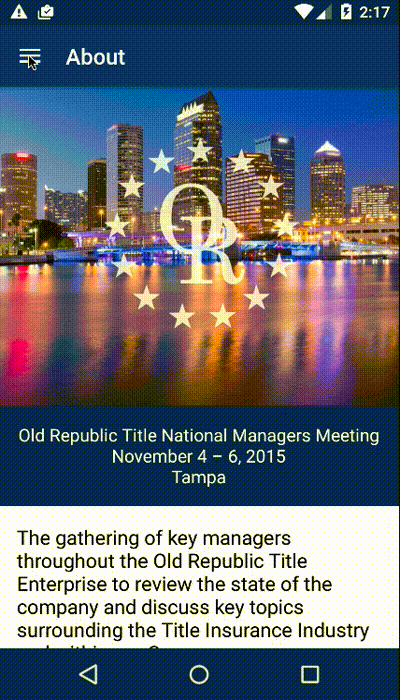 2:17
About
OR
Old Republic Title National Managers Meeting
November 4 – 6, 2015
Tampa
The gathering of key managers
throughout the Old Republic Title
Enterprise to review the state of the
company and discuss key topics
surrounding the Title Insurance Industry